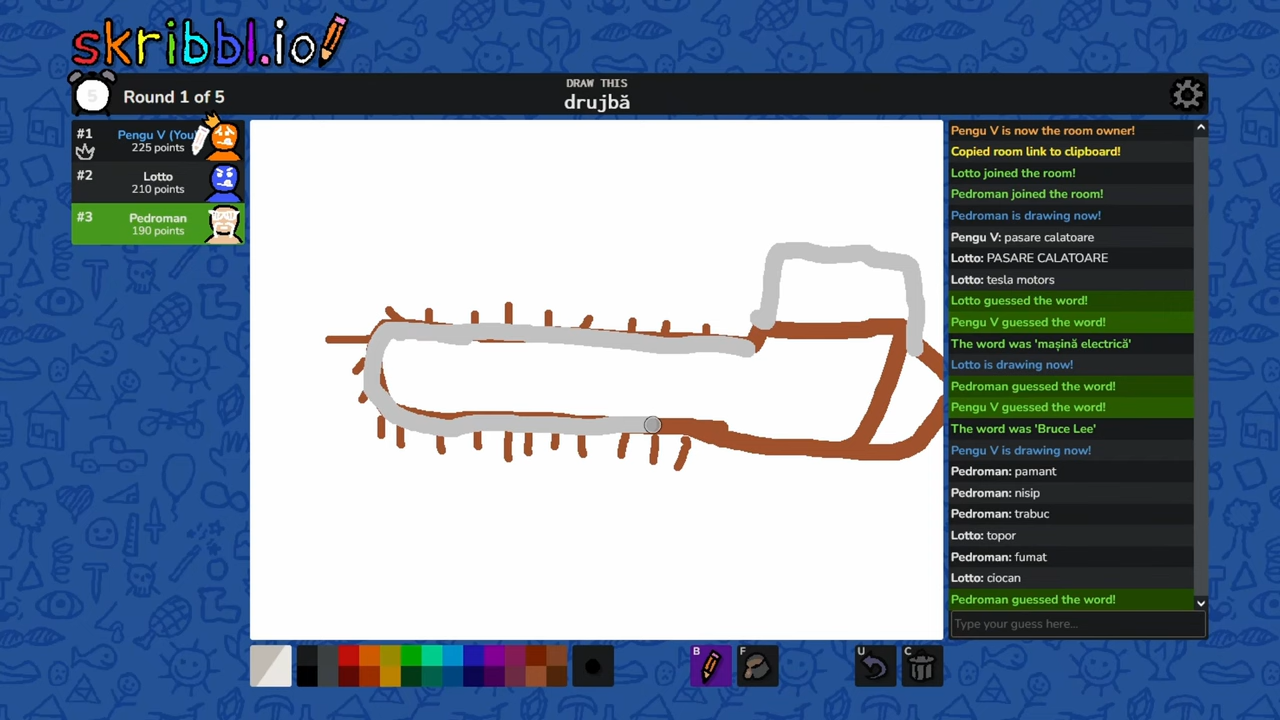 skribbl.io
5
Round 1 of 5
DRAW THIS
drujbă
#1
Pengu V (You
225 points
#2
Lotto
210 points
#3
Pedroman
190 points
Pengu V is now the room owner!
Copied room link to clipboard!
Lotto joined the room!
Pedroman joined the room!
Pedroman is drawing now!
Pengu V: pasare calatoare
Lotto: PASARE CALATOARE
Lotto: tesla motors
Lotto guessed the word!
Pengu V guessed the word!
The word was 'mașină electrică'
Lotto is drawing now!
Pedroman guessed the word!
Pengu V guessed the word!
The word was 'Bruce Lee'
Pengu V is drawing now!
Pedroman: pamant
Pedroman: nisip
Pedroman: trabuc
Lotto: topor
Pedroman: fumat
Lotto: ciocan
Pedroman guessed the word!
Type your guess here...
B
F
U
C